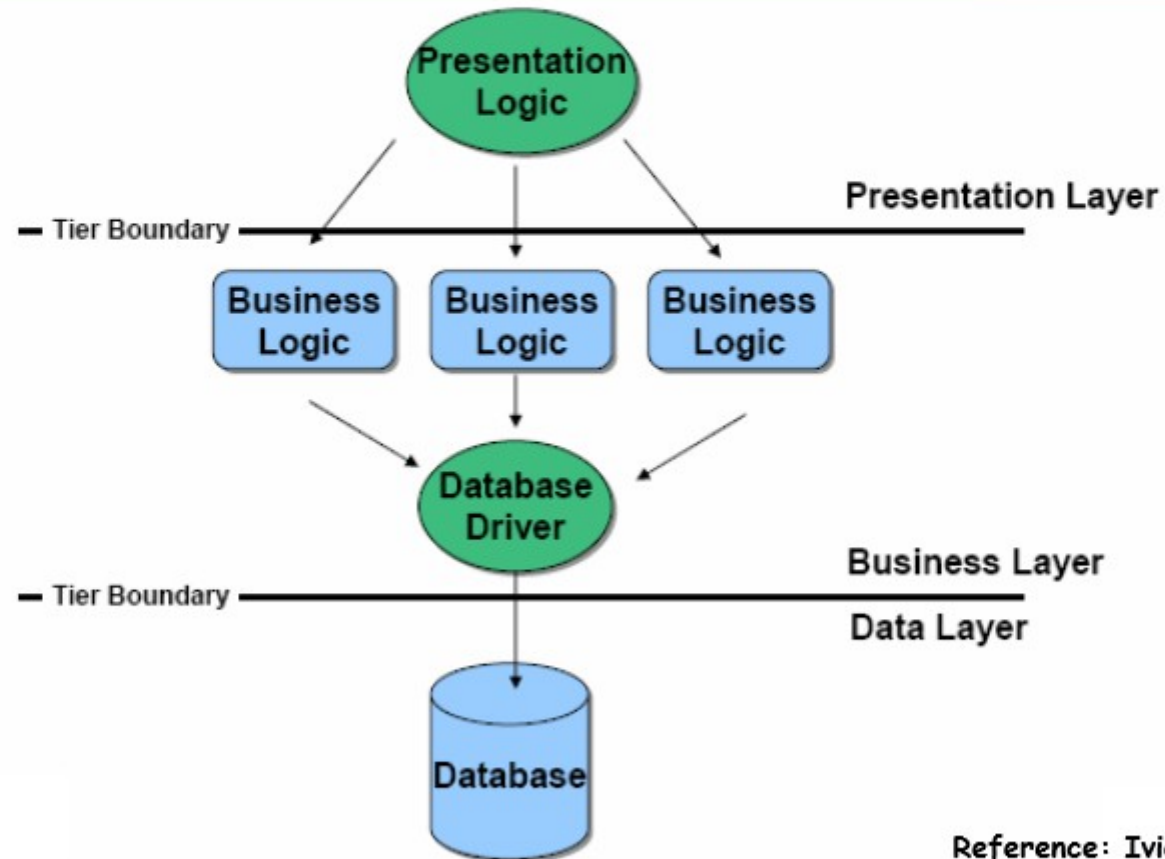 Presentation
Logic
Presentation Layer
Tier Boundary
Business Business Business
Logic Logic Logic
Database
Driver
Business Layer
Tier Boundary
Data Layer
Database
Reference: